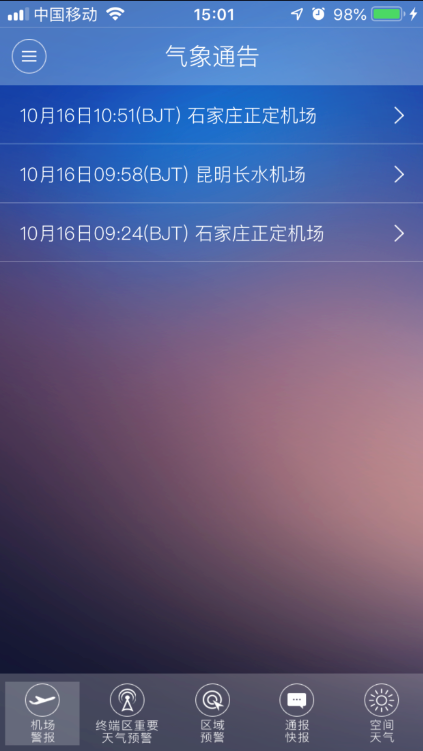 中国移动 15:01 98%
气象通告
10月16日10:51(BJT) 石家庄正定机场
10月16日09:58(BJT) 昆明长水机场
10月16日09:24(BJT) 石家庄正定机场
机场 终端区重要 区域 通报 空间
警报 天气预警 预警 快报 天气